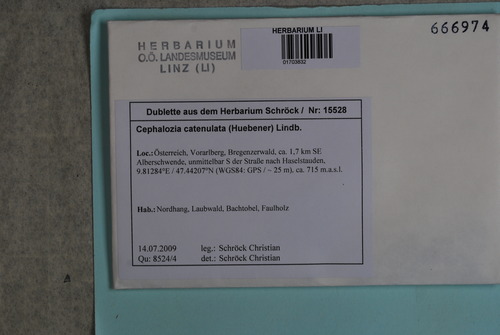 666974
HERBARIUM
O.Ö. LANDESMUSEUM
LINZ (LI)
HERBARIUM LI
01703832
Dublette aus dem Herbarium Schröck / Nr: 15528
Cephalozia catenulata (Huebener) Lindb.
Loc.: Österreich, Vorarlberg, Bregenzerwald, ca. 1,7 km SE
Alberschwende, unmittelbar S der Straße nach Haselstauden,
9.81284°E / 47.44207°N (WGS84: GPS / ~ 25 m), ca. 715 m.a.s.l.
Hab.: Nordhang, Laubwald, Bachtobel, Faulholz
14.07.2009 leg.: Schröck Christian
Qu: 8524/4 det.: Schröck Christian